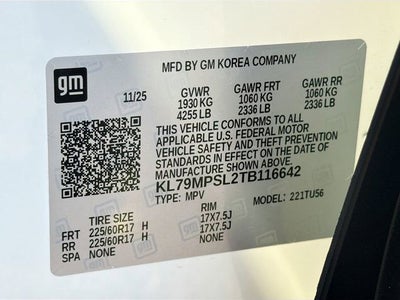 gm
MFD BY GM KOREA COMPANY
11/25
GVWR GAWR FRT GAWR RR
1930 KG 1060 KG 1060 KG
4255 LB 2336 LB 2336 LB
THIS VEHICLE CONFORMS TO ALL
APPLICABLE U.S. FEDERAL MOTOR
VEHICLE SAFETY AND THEFT PREVENTION
STANDARDS IN EFFECT ON THE DATE OF
MANUFACTURE SHOWN ABOVE.
KL79MPSL2TB116642
TYPE: MPV MODEL: 221TU56
TIRE SIZE RIM
FRT 225/60R17 H 17X7.5J
RR 225/60R17 H 17X7.5J
SPA NONE NONE